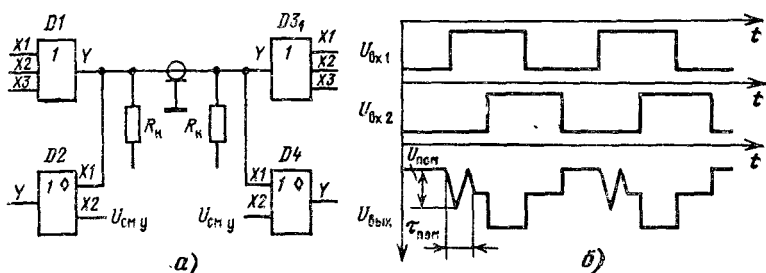 D1
X1
X2
X3
1
Y
Rн
Rн
Y
D3
1
X1
X2
X3
D2
Y
1 ◊
X1
X2
Uсм у
Uсм у
D4
X1
X2
1 ◊
Y
а)
Uвх 1
t
Uвх 2
t
Uпом
t
Uвых
τпом
б)